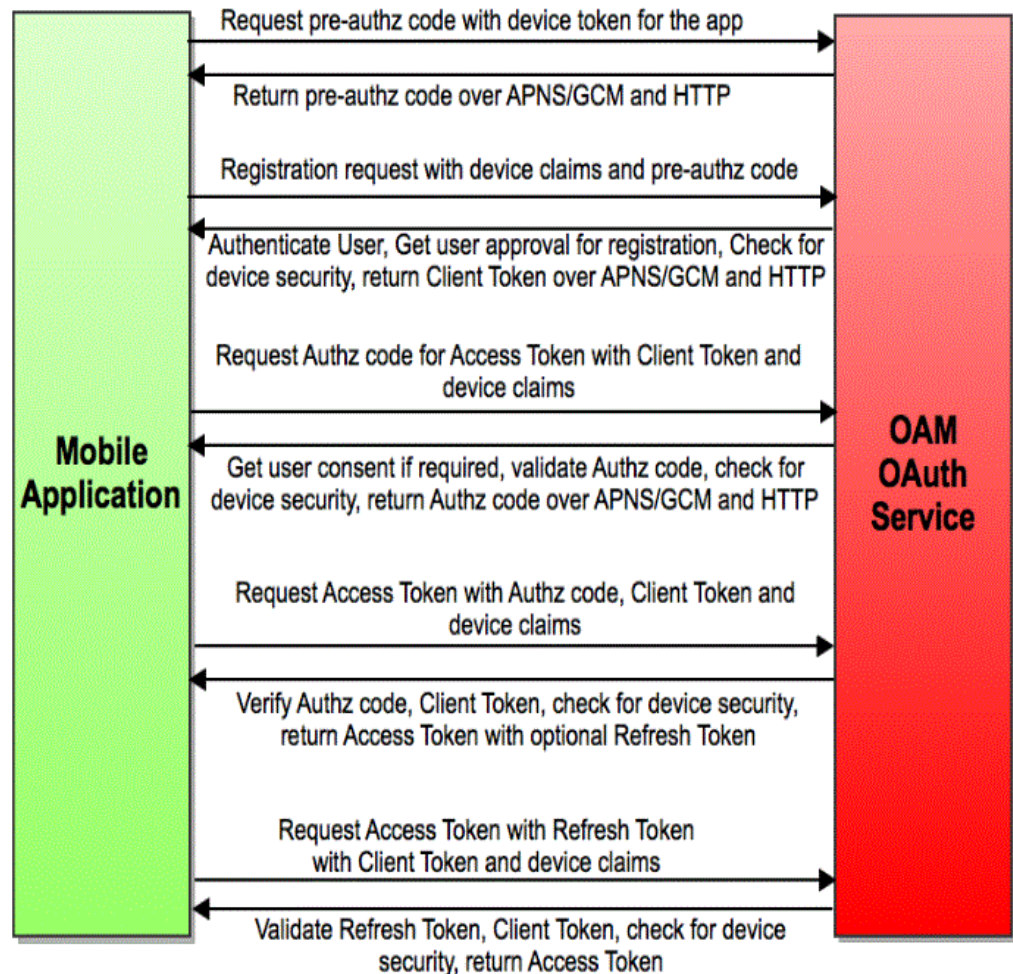 Request pre-authz code with device token for the app
Return pre-authz code over APNS/GCM and HTTP
Registration request with device claims and pre-authz code
Authenticate User, Get user approval for registration, Check for
device security, return Client Token over APNS/GCM and HTTP
Request Authz code for Access Token with Client Token and
device claims
Mobile
Application
OAM
OAuth
Service
Get user consent if required, validate Authz code, check for
device security, return Authz code over APNS/GCM and HTTP
Request Access Token with Authz code, Client Token and
device claims
Verify Authz code, Client Token, check for device security,
return Access Token with optional Refresh Token
Request Access Token with Refresh Token
with Client Token and device claims
Validate Refresh Token, Client Token, check for device
security, return Access Token